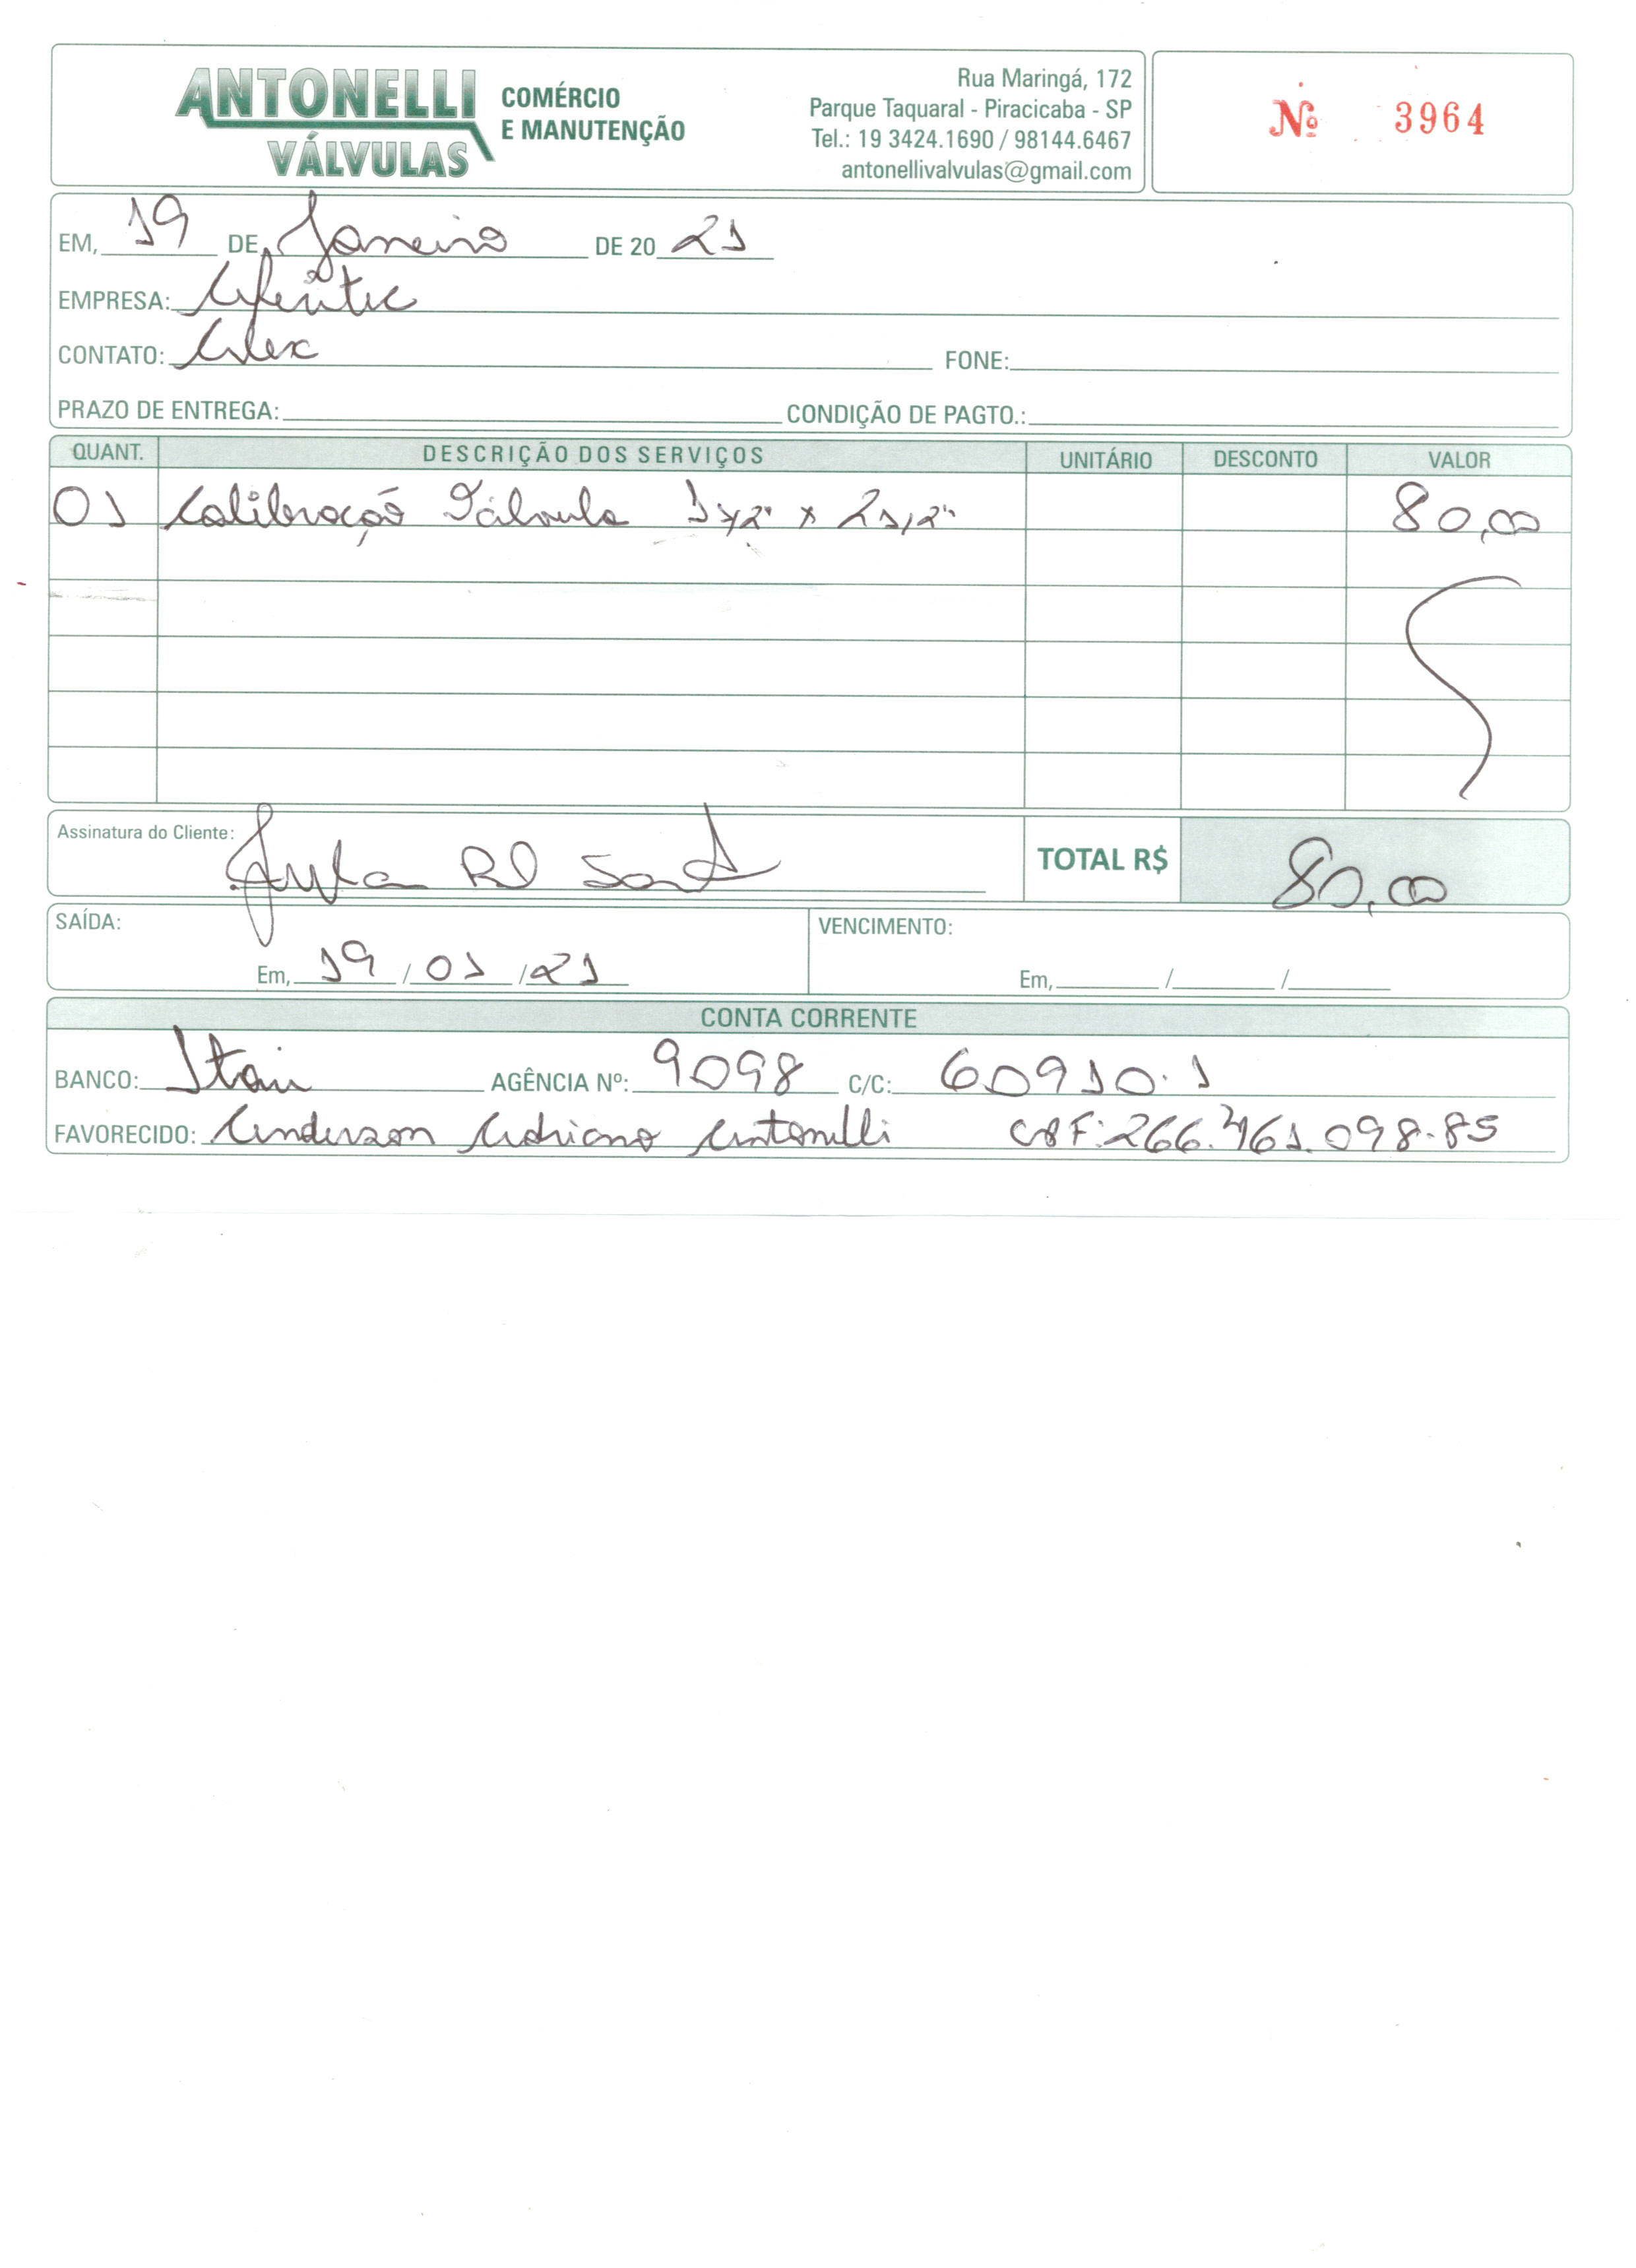 ANTONELLI VÁLVULAS
COMÉRCIO E MANUTENÇÃO
Rua Maringá, 172
Parque Taquaral - Piracicaba - SP
Tel.: 19 3424.1690 / 98144.6467
antonellivalvulas@gmail.com
Nº 3964
EM, 19 DE Janeiro DE 20 21
EMPRESA:
CONTATO: Alex FONE:
PRAZO DE ENTREGA: CONDIÇÃO DE PAGTO.:
QUANT. DESCRIÇÃO DOS SERVIÇOS UNITÁRIO DESCONTO VALOR
01 Calibração Válvula 1 1/2" x 2 1/2" 80,00
Assinatura do Cliente: TOTAL R$ 80,00
SAÍDA: VENCIMENTO:
Em, 19 / 01 / 21 Em, / /
CONTA CORRENTE
BANCO: Itau AGÊNCIA Nº: 9098 C/C: 60910.1
FAVORECIDO: Anderson Adriano Antonelli CPF: 266.461.098-85